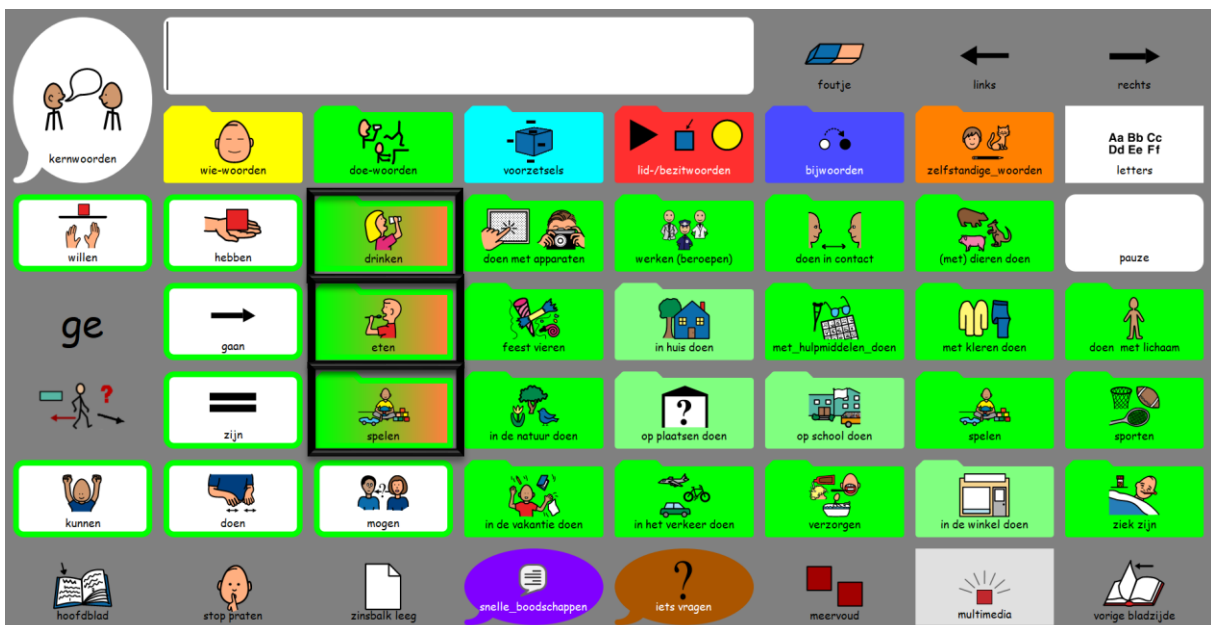 foutje
links
rechts
kernwoorden
wie-woorden
doe-woorden
voorzetsels
lid-/bezitwoorden
bijwoorden
zelfstandige_woorden
Aa Bb Cc
Dd Ee Ff
letters
willen
hebben
drinken
doen met apparaten
werken (beroepen)
doen in contact
(met) dieren doen
pauze
ge
gaan
eten
feest vieren
in huis doen
met_hulpmiddelen_doen
met kleren doen
doen met lichaam
?
zijn
spelen
in de natuur doen
?
op plaatsen doen
op school doen
spelen
sporten
kunnen
doen
?
mogen
in de vakantie doen
in het verkeer doen
verzorgen
in de winkel doen
ziek zijn
hoofdblad
stop praten
zinsbalk leeg
snelle_boodschappen
?
iets vragen
meervoud
multimedia
vorige bladzijde